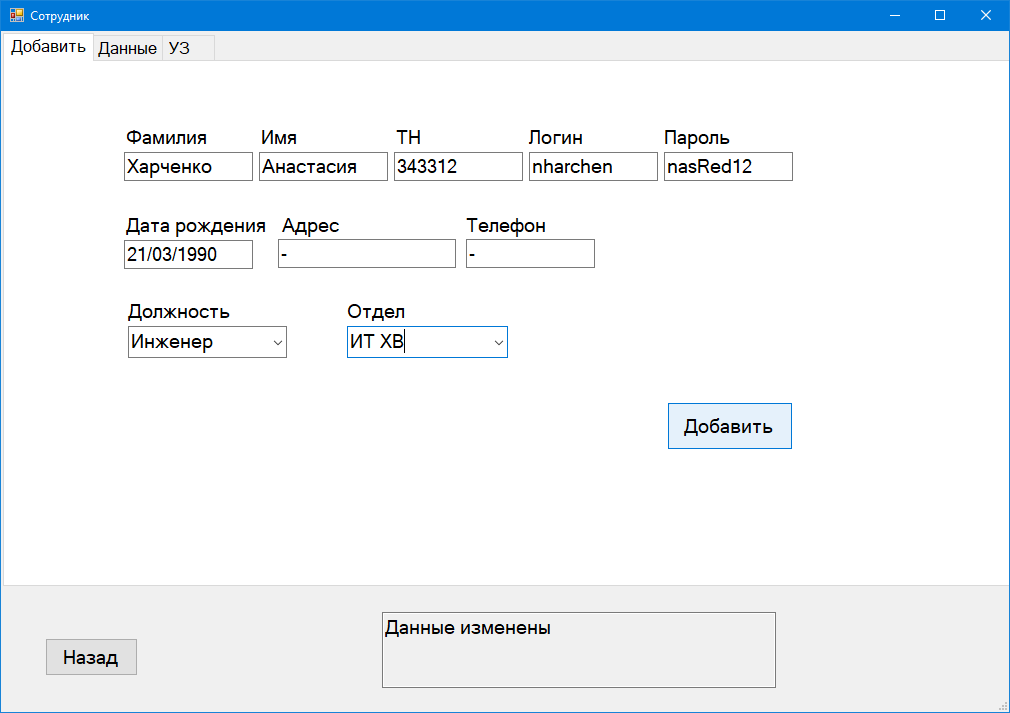 Сотрудник
Добавить Данные УЗ
Фамилия Имя ТН Логин Пароль
Харченко Анастасия 343312 nharchen nasRed12
Дата рождения Адрес Телефон
21/03/1990 - -
Должность Отдел
Инженер ИТ ХВ
Добавить
Данные изменены
Назад